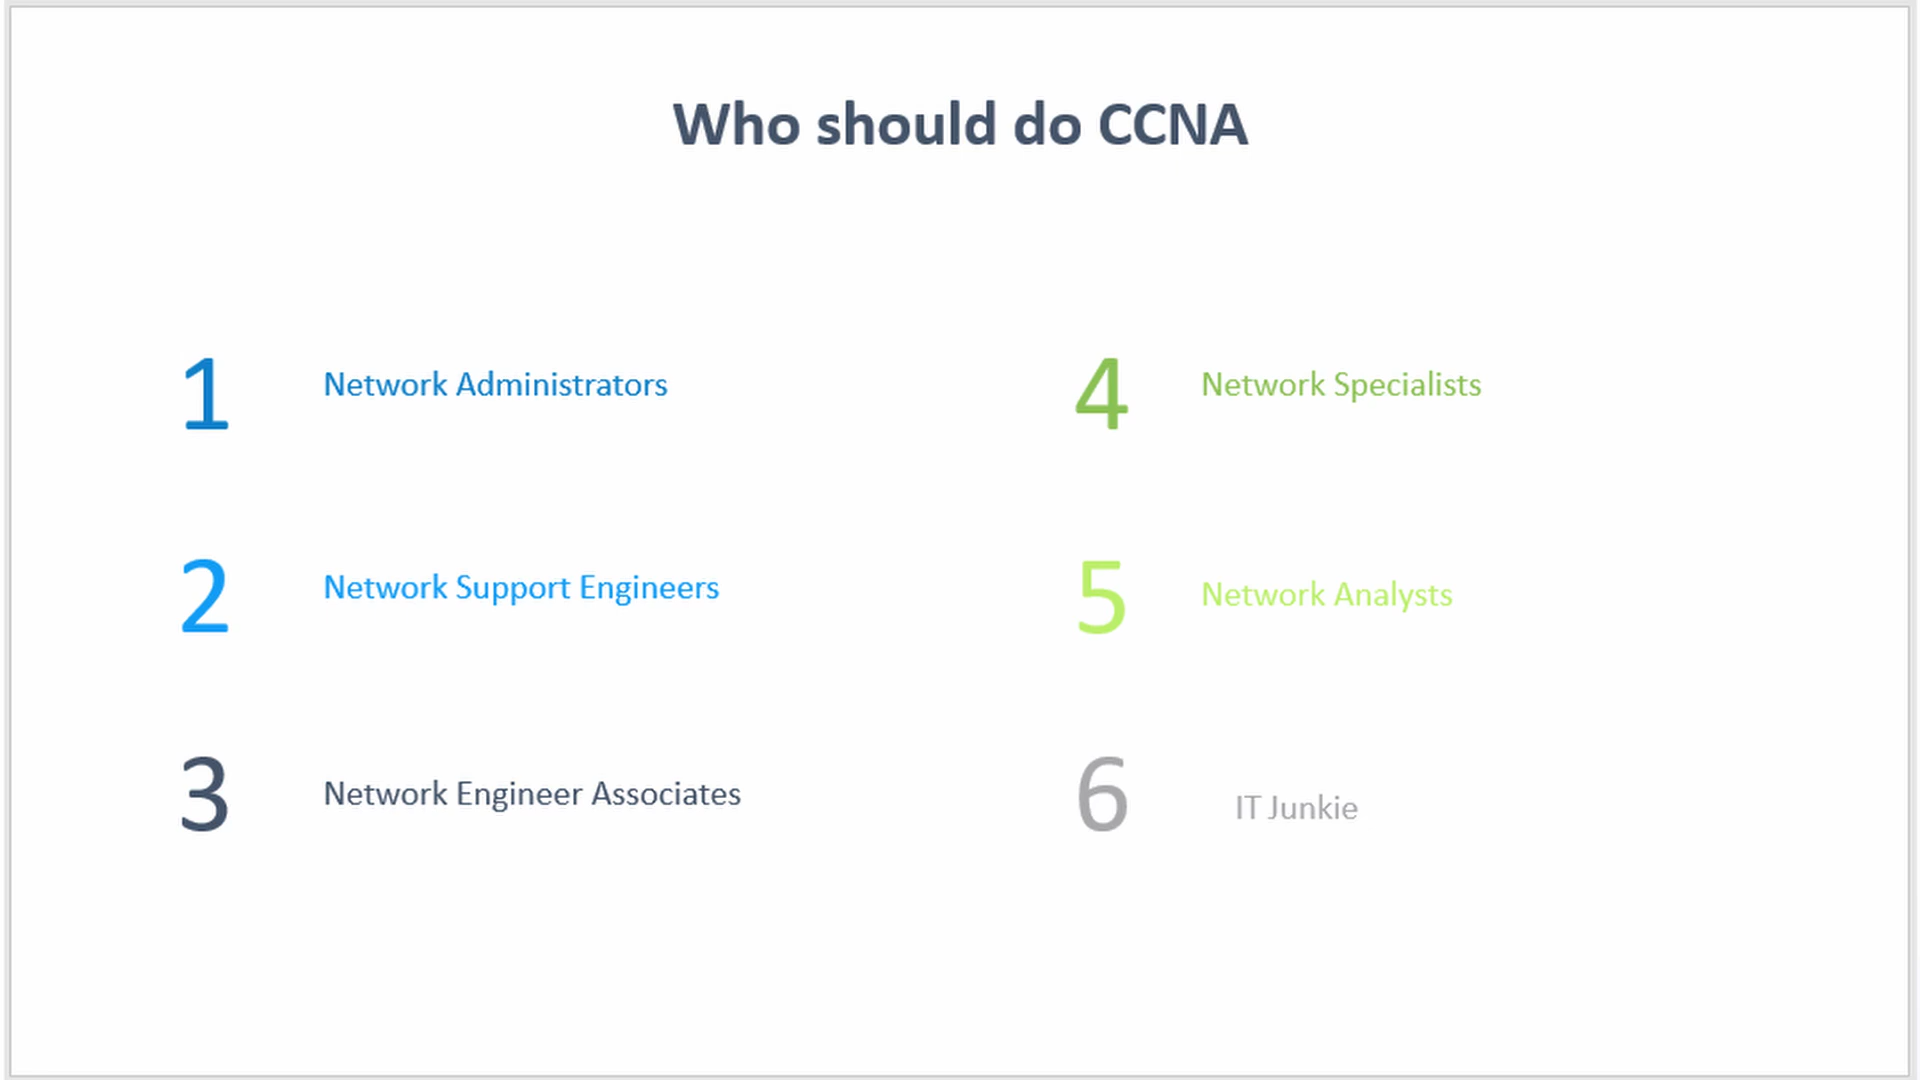 Who should do CCNA
1 Network Administrators
2 Network Support Engineers
3 Network Engineer Associates
4 Network Specialists
5 Network Analysts
6 IT Junkie